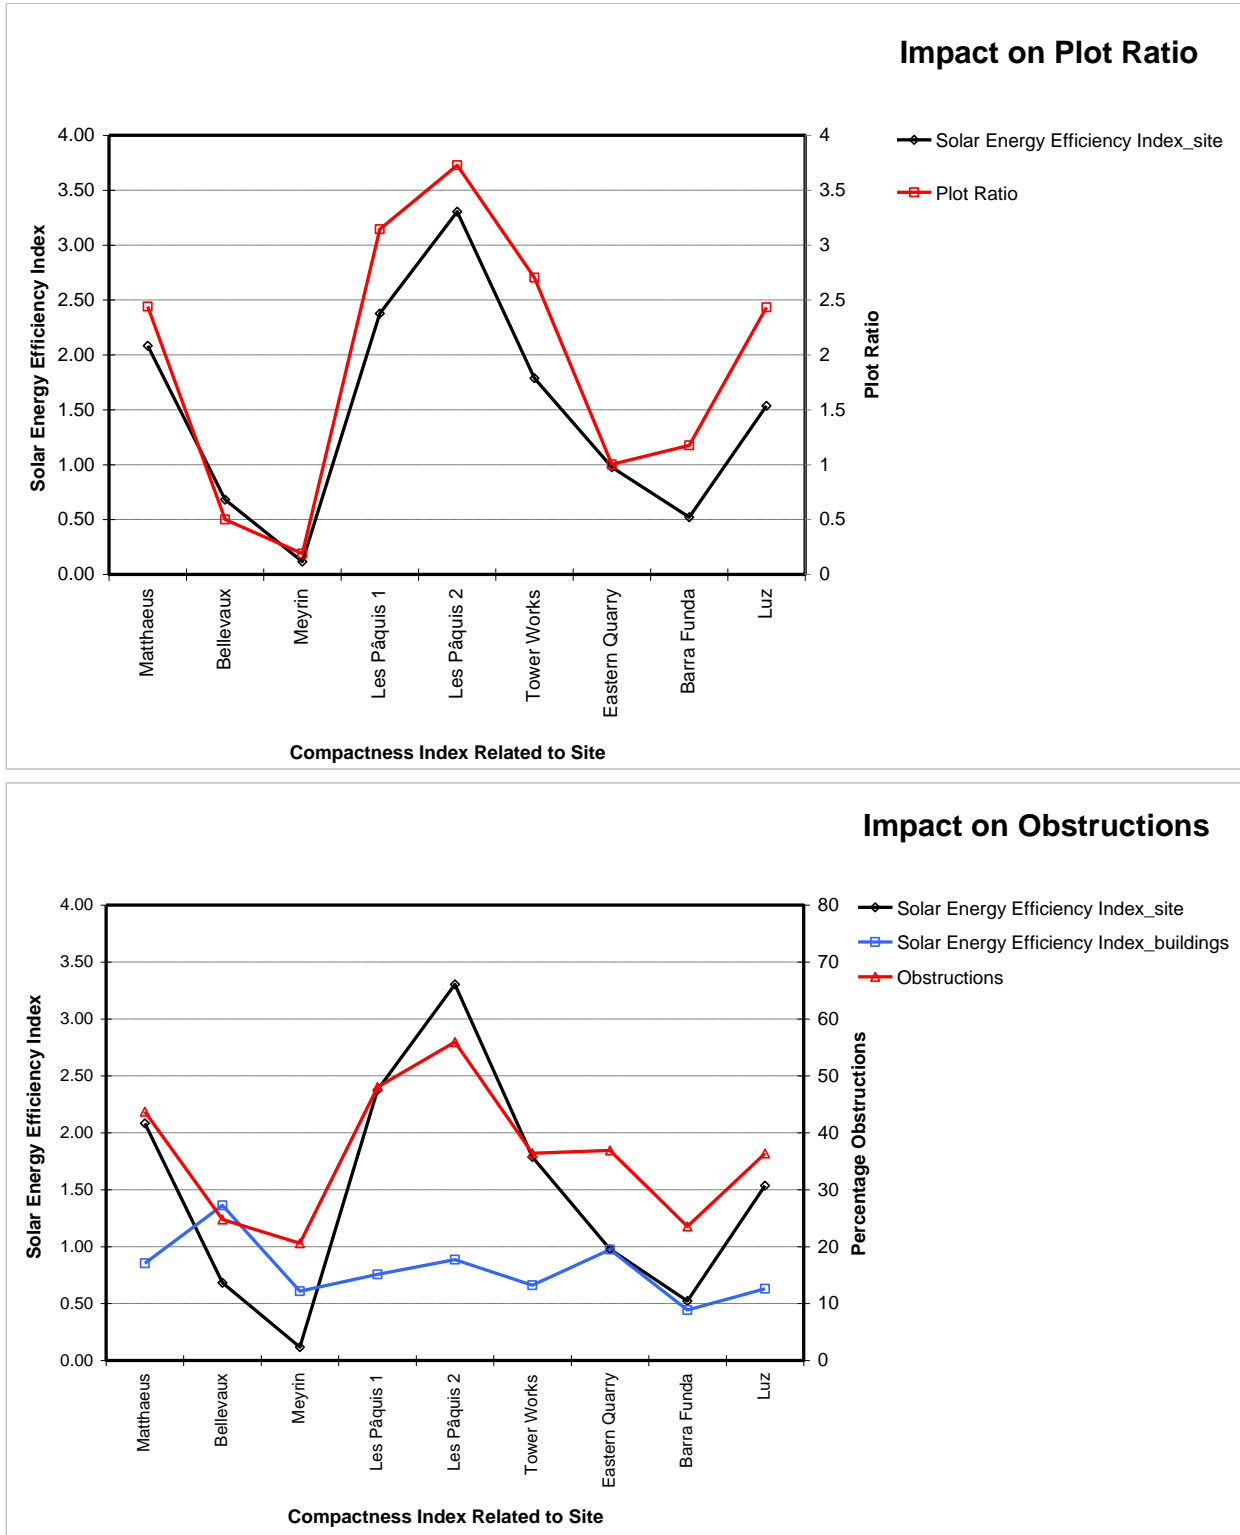 Impact on Plot Ratio
Solar Energy Efficiency Index_site
Plot Ratio
Solar Energy Efficiency Index
4.00
3.50
3.00
2.50
2.00
1.50
1.00
0.50
0.00
4
3.5
3
2.5
2
1.5
1
0.5
0
Plot Ratio
Matthaeus
Bellevaux
Meyrin
Les Pâquis 1
Les Pâquis 2
Tower Works
Eastern Quarry
Barra Funda
Luz
Compactness Index Related to Site
Impact on Obstructions
Solar Energy Efficiency Index_site
Solar Energy Efficiency Index_buildings
Obstructions
Solar Energy Efficiency Index
4.00
3.50
3.00
2.50
2.00
1.50
1.00
0.50
0.00
80
70
60
50
40
30
20
10
0
Percentage Obstructions
Matthaeus
Bellevaux
Meyrin
Les Pâquis 1
Les Pâquis 2
Tower Works
Eastern Quarry
Barra Funda
Luz
Compactness Index Related to Site